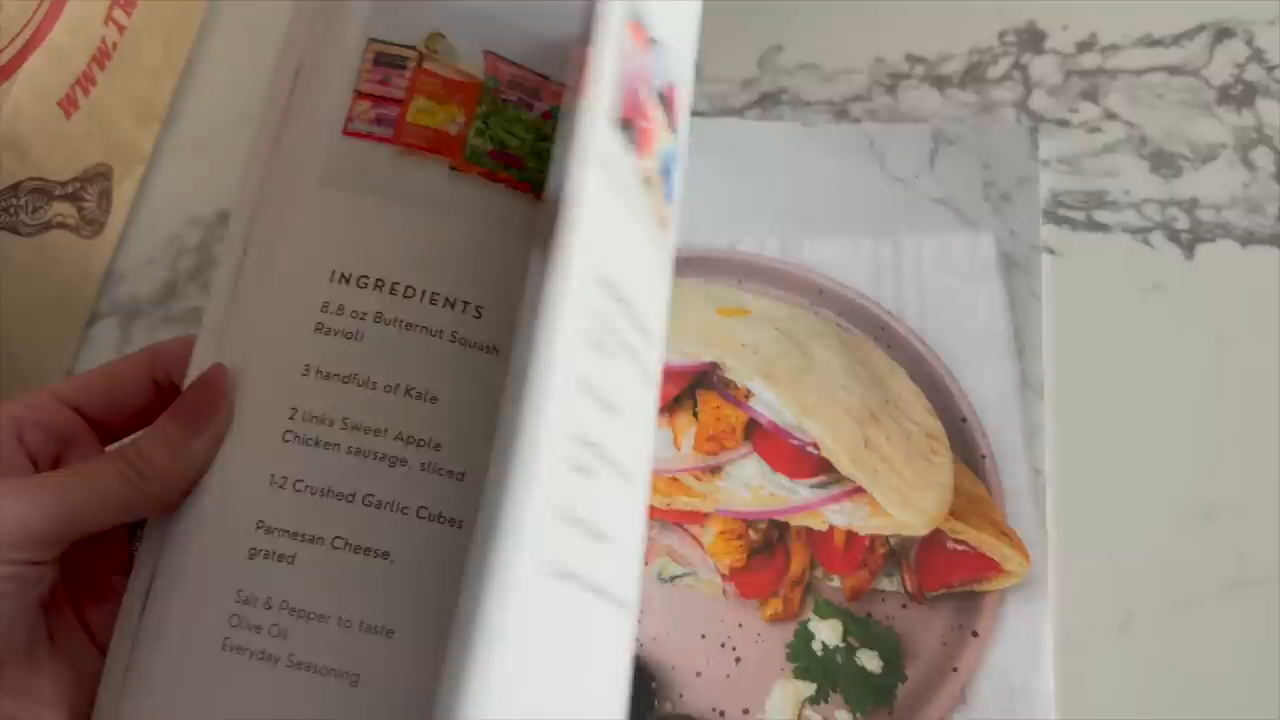 WWW.TR
INGREDIENTS
8.8 oz Butternut Squash
Ravioli
3 handfuls of Kale
2 links Sweet Apple
Chicken sausage, sliced
1-2 Crushed Garlic Cubes
Parmesan Cheese,
grated
Salt & Pepper to taste
Olive Oil
Everyday Seasoning